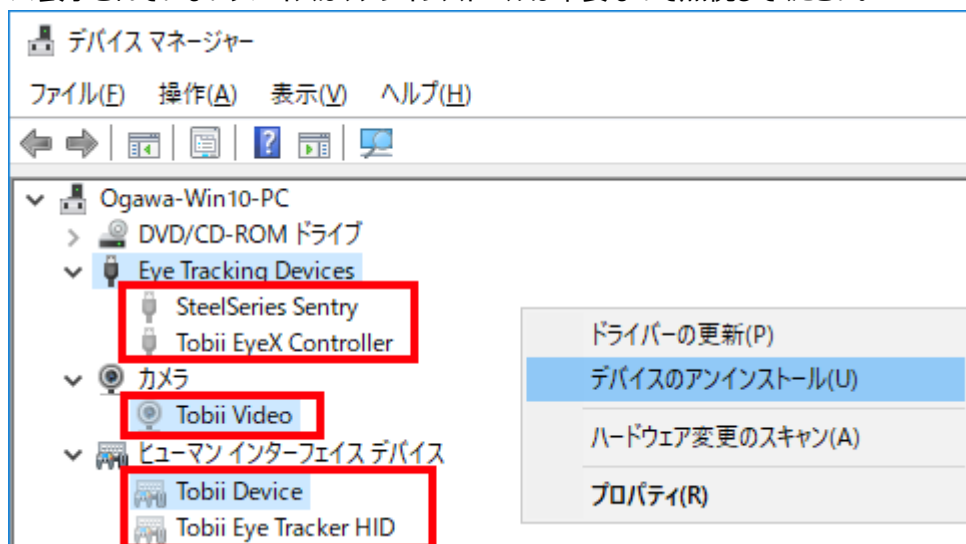 デバイス マネージャー
ファイル(F) 操作(A) 表示(V) ヘルプ(H)
Ogawa-Win10-PC
DVD/CD-ROM ドライブ
Eye Tracking Devices
SteelSeries Sentry
Tobii EyeX Controller
カメラ
Tobii Video
ヒューマン インターフェイス デバイス
Tobii Device
Tobii Eye Tracker HID
ドライバーの更新(P)
デバイスのアンインストール(U)
ハードウェア変更のスキャン(A)
プロパティ(R)